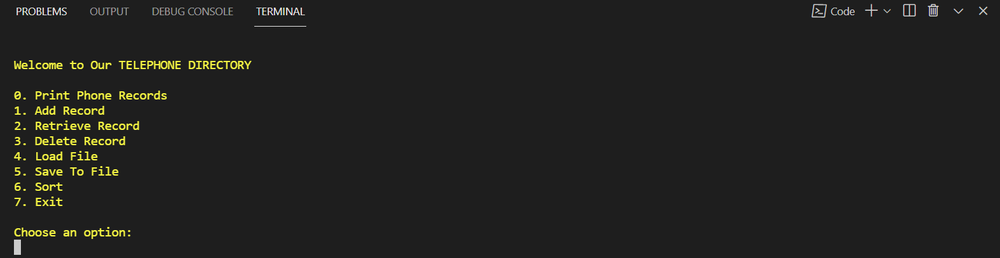 PROBLEMS OUTPUT DEBUG CONSOLE TERMINAL Code
Welcome to Our TELEPHONE DIRECTORY
0. Print Phone Records
1. Add Record
2. Retrieve Record
3. Delete Record
4. Load File
5. Save To File
6. Sort
7. Exit
Choose an option: